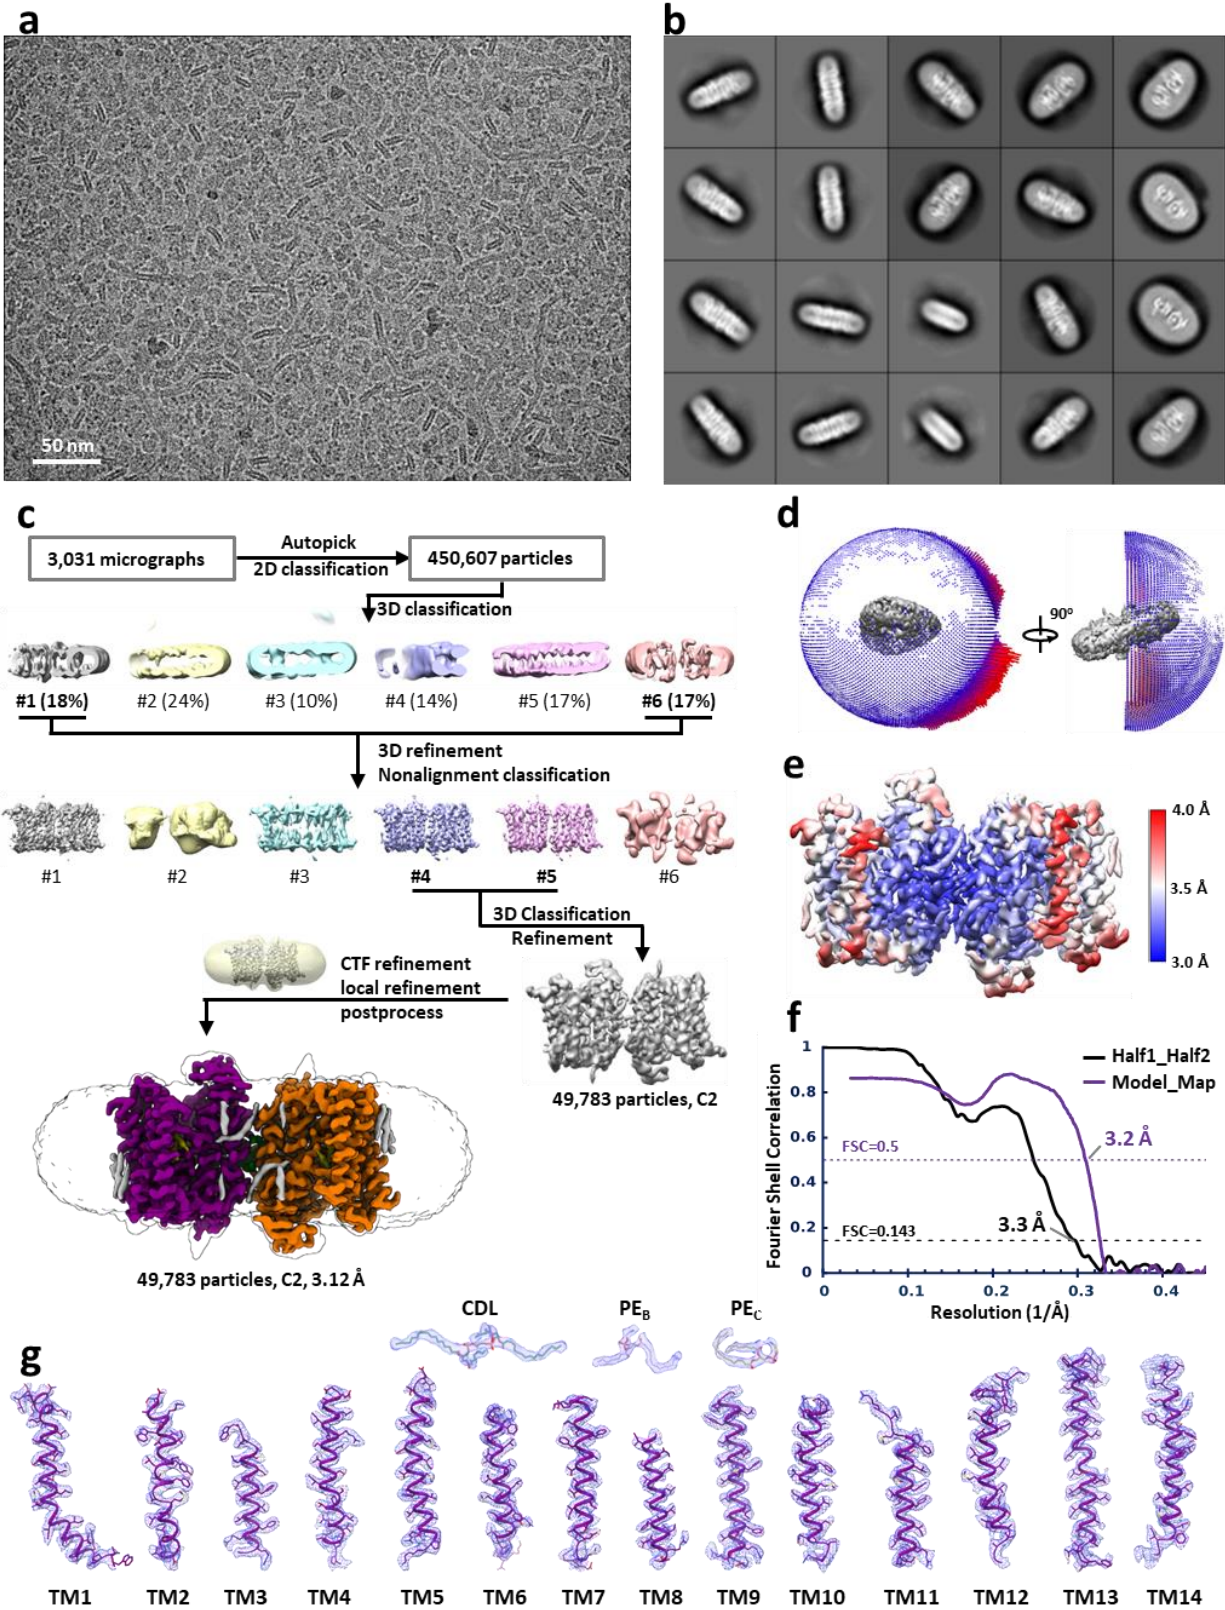 a
50 nm
b
c
3,031 micrographs
Autopick
2D classification
450,607 particles
3D classification
#1 (18%) #2 (24%) #3 (10%) #4 (14%) #5 (17%) #6 (17%)
3D refinement
Nonalignment classification
#1 #2 #3 #4 #5 #6
3D Classification
Refinement
CTF refinement
local refinement
postprocess
49,783 particles, C2
49,783 particles, C2, 3.12 Å
d
90º
e
4.0 Å
3.5 Å
3.0 Å
f
Half1_Half2
Model_Map
Fourier Shell Correlation
1
0.8
0.6
0.4
0.2
0
FSC=0.5
3.2 Å
FSC=0.143
3.3 Å
0 0.1 0.2 0.3 0.4
Resolution (1/Å)
g
CDL PEB PEC
TM1 TM2 TM3 TM4 TM5 TM6 TM7 TM8 TM9 TM10 TM11 TM12 TM13 TM14